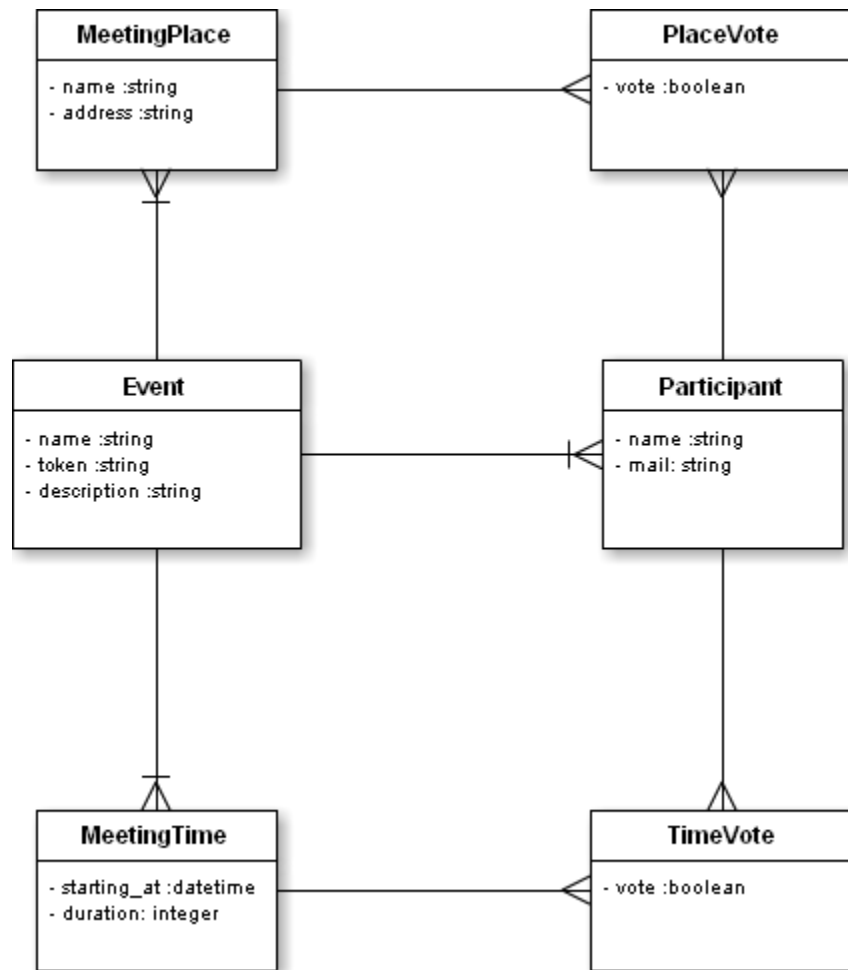 MeetingPlace
- name :string
- address :string
PlaceVote
- vote :boolean
Event
- name :string
- token :string
- description :string
Participant
- name :string
- mail: string
MeetingTime
- starting_at :datetime
- duration: integer
TimeVote
- vote :boolean